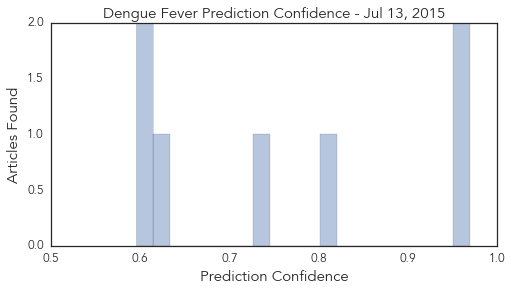 Dengue Fever Prediction Confidence - Jul 13, 2015
2.0
1.5
1.0
0.5
0.0
Articles Found
0.5 0.6 0.7 0.8 0.9 1.0
Prediction Confidence